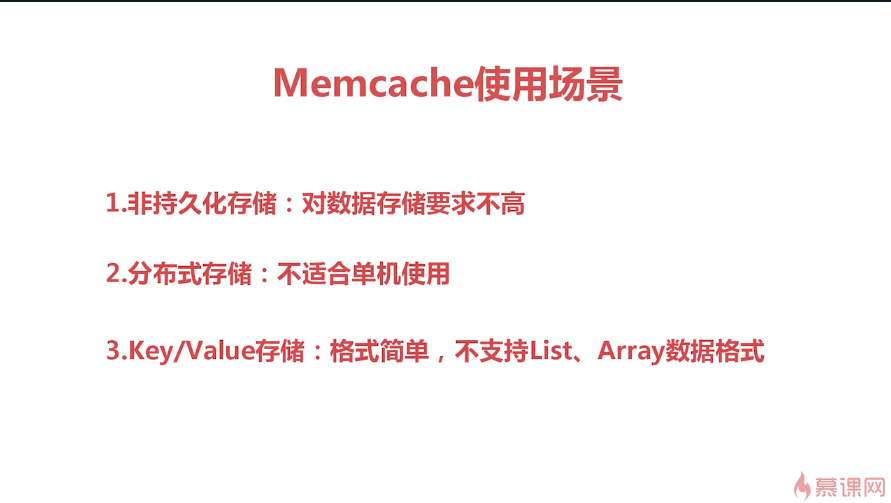 Memcache使用场景
1.非持久化存储：对数据存储要求不高
2.分布式存储：不适合单机使用
3.Key/Value存储：格式简单，不支持List、Array数据格式
慕课网